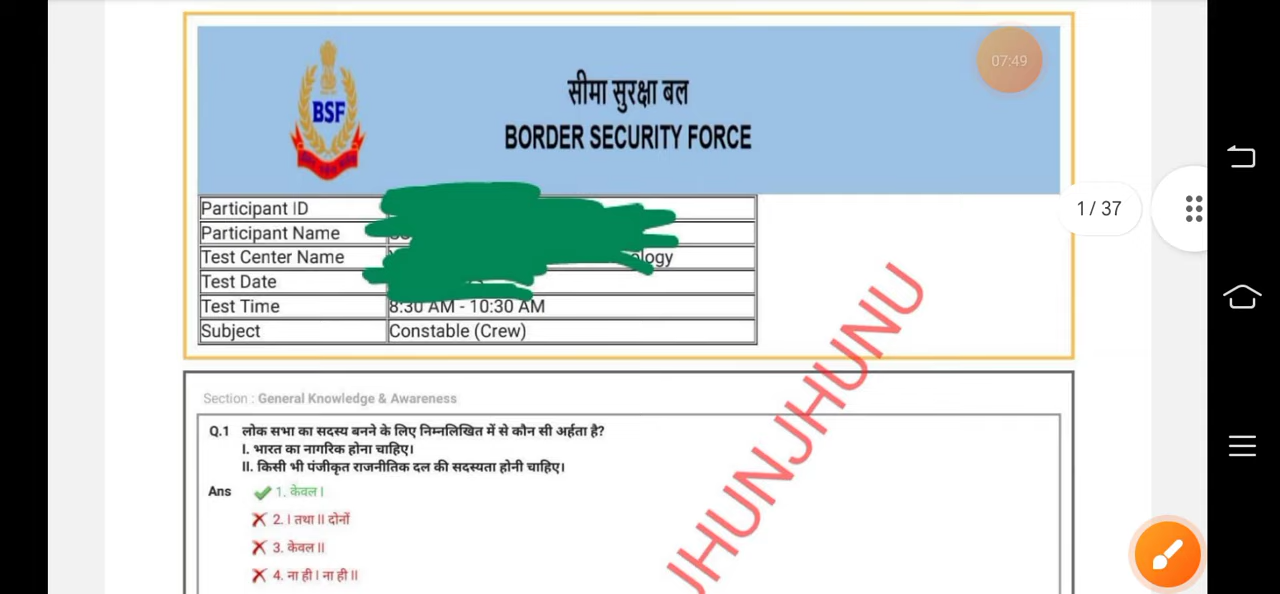 सीमा सुरक्षा बल
BORDER SECURITY FORCE
BSF
07:49
1 / 37
Participant ID
Participant Name
Test Center Name
Test Date
Test Time 8:30 AM - 10:30 AM
Subject Constable (Crew)
Section : General Knowledge & Awareness
Q.1 लोक सभा का सदस्य बनने के लिए निम्नलिखित में से कौन सी अर्हता है?
I. भारत का नागरिक होना चाहिए।
II. किसी भी पंजीकृत राजनीतिक दल की सदस्यता होनी चाहिए।
Ans 1. केवल I
2. I तथा II दोनों
3. केवल II
4. ना ही I ना ही II
JHUNJHUNU